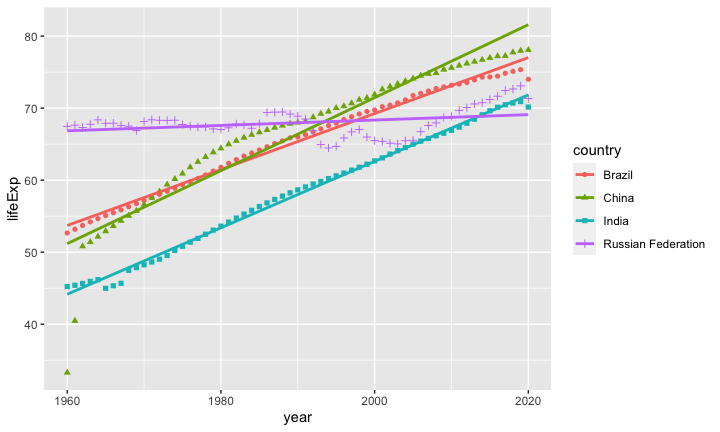 80
70
60
50
40
lifeExp
1960
1980
2000
2020
year
country
Brazil
China
India
Russian Federation